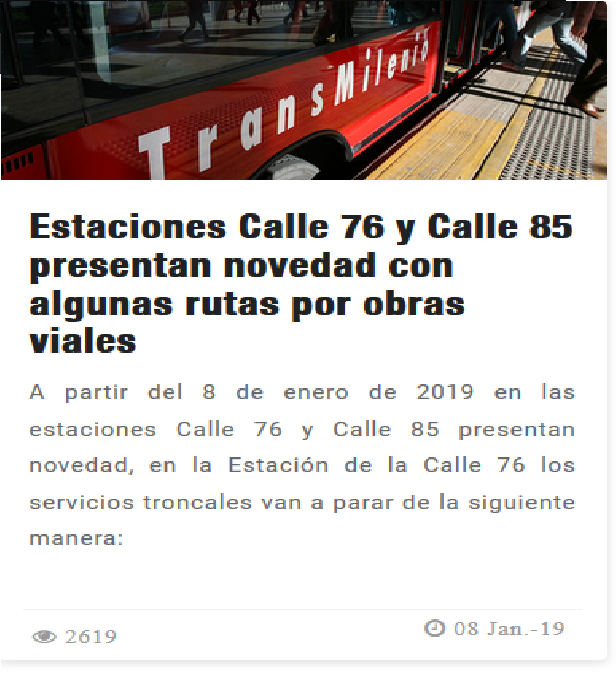 TransMilenio
Estaciones Calle 76 y Calle 85
presentan novedad con
algunas rutas por obras
viales
A partir del 8 de enero de 2019 en las
estaciones Calle 76 y Calle 85 presentan
novedad, en la Estación de la Calle 76 los
servicios troncales van a parar de la siguiente
manera:
2619
08 Jan.-19